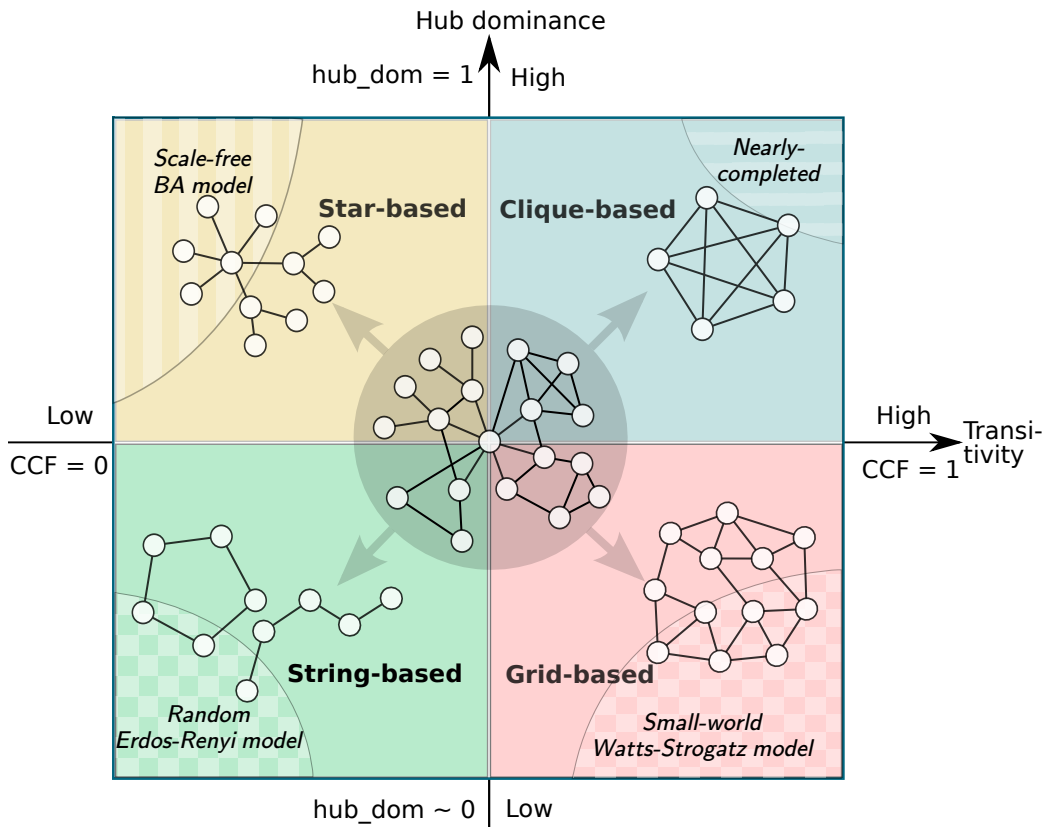 Hub dominance
hub_dom = 1
High
Scale-free
BA model
Star-based
Clique-based
Nearly-
completed
Low
CCF = 0
High
CCF = 1
Transi-
tivity
String-based
Grid-based
Random
Erdos-Renyi model
Small-world
Watts-Strogatz model
hub_dom ~ 0
Low